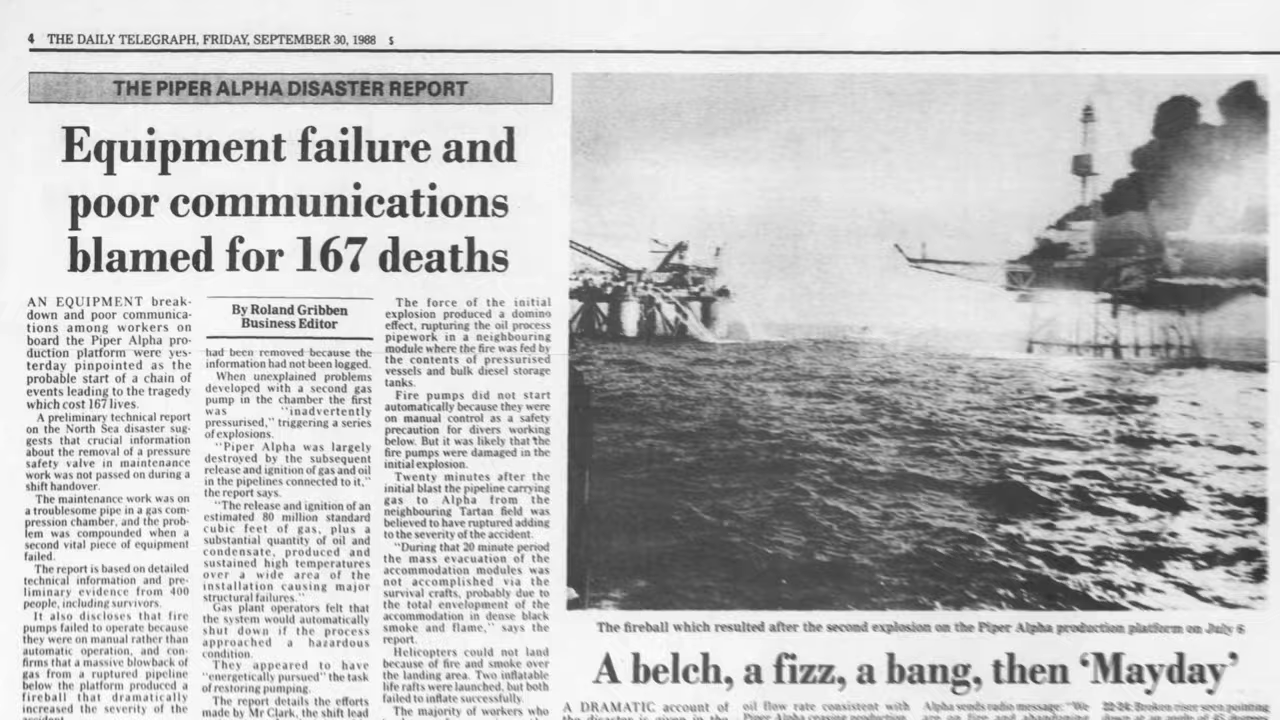 4 THE DAILY TELEGRAPH, FRIDAY, SEPTEMBER 30, 1988 s
THE PIPER ALPHA DISASTER REPORT
Equipment failure and
poor communications
blamed for 167 deaths
AN EQUIPMENT break-
down and poor communica-
tions among workers on
board the Piper Alpha pro-
duction platform were yes-
terday pinpointed as the
probable start of a chain of
events leading to the tragedy
which cost 167 lives.
A preliminary technical report
on the North Sea disaster sug-
gests that crucial information
about the removal of a pressure
safety valve in maintenance
work was not passed on during a
shift handover.
The maintenance work was on
a troublesome pipe in a gas com-
pression chamber, and the prob-
lem was compounded when a
second vital piece of equipment
failed.
The report is based on detailed
technical information and pre-
liminary evidence from 400
people, including survivors.
It also discloses that fire
pumps failed to operate because
they were on manual rather than
automatic operation, and con-
firms that a massive blowback of
gas from a ruptured pipeline
below the platform produced a
fireball that dramatically
increased the severity of the
accident.
By Roland Gribben
Business Editor
had been removed because the
information had not been logged.
When unexplained problems
developed with a second gas
pump in the chamber the first
was "inadvertently
pressurised," triggering a series
of explosions.
"Piper Alpha was largely
destroyed by the subsequent
release and ignition of gas and oil
in the pipelines connected to it,"
the report says.
"The release and ignition of an
estimated 80 million standard
cubic feet of gas, plus a
substantial quantity of oil and
condensate, produced and
sustained high temperatures
over a wide area of the
installation causing major
structural failures."
Gas plant operators felt that
the system would automatically
shut down if the process
approached a hazardous
condition.
They appeared to have
"energetically pursued" the task
of restoring pumping.
The report details the efforts
made by Mr Clark, the shift lead
The force of the initial
explosion produced a domino
effect, rupturing the oil process
pipework in a neighbouring
module where the fire was fed by
the contents of pressurised
vessels and bulk diesel storage
tanks.
Fire pumps did not start
automatically because they were
on manual control as a safety
precaution for divers working
below. But it was likely that the
fire pumps were damaged in the
initial explosion.
Twenty minutes after the
initial blast the pipeline carrying
gas to Alpha from the
neighbouring Tartan field was
believed to have ruptured adding
to the severity of the accident.
"During that 20 minute period
the mass evacuation of the
accommodation modules was
not accomplished via the
survival crafts, probably due to
the total envelopment of the
accommodation in dense black
smoke and flame," says the
report.
Helicopters could not land
because of fire and smoke over
the landing area. Two inflatable
life rafts were launched, but both
failed to inflate successfully.
The majority of workers who
The fireball which resulted after the second explosion on the Piper Alpha production platform on July 6
A belch, a fizz, a bang, then 'Mayday'
A DRAMATIC account of
the disaster is given in the
oil flow rate consistent with
Piper Alpha ceasing production
Alpha sends radio message: "We
are on fire and abandoning
22-24: Broken riser seen pointing